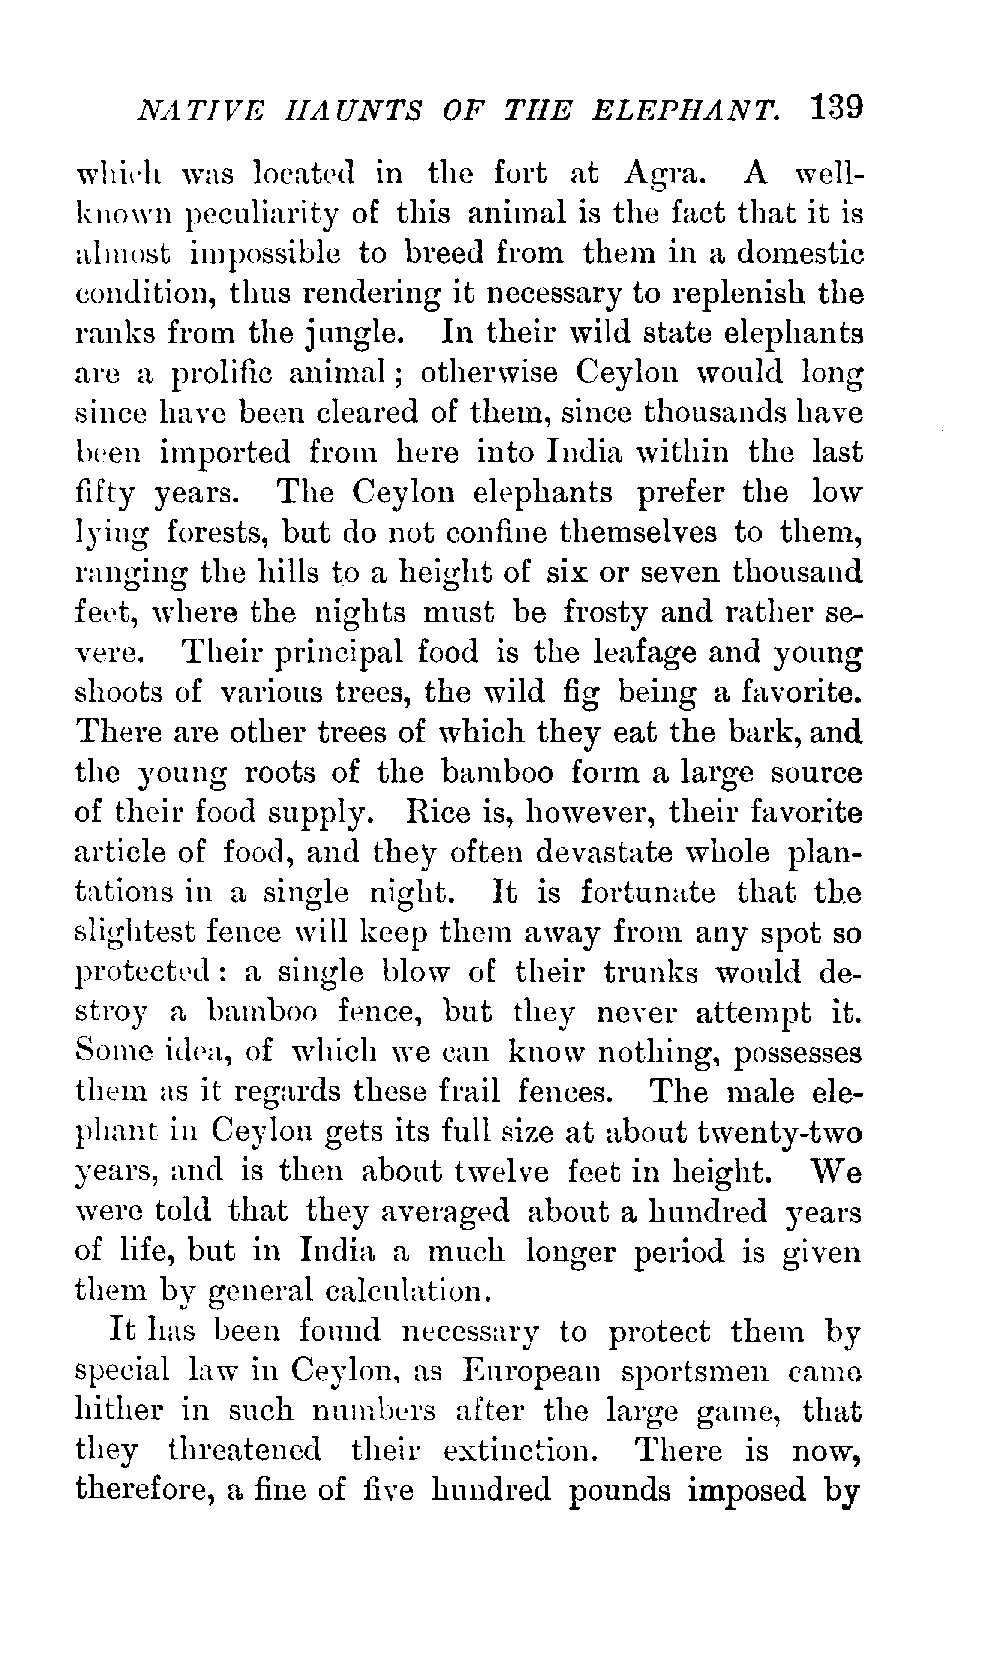 NATIVE HAUNTS OF THE ELEPHANT. 139
which was located in the fort at Agra. A well-
known peculiarity of this animal is the fact that it is
almost impossible to breed from them in a domestic
condition, thus rendering it necessary to replenish the
ranks from the jungle. In their wild state elephants
are a prolific animal; otherwise Ceylon would long
since have been cleared of them, since thousands have
been imported from here into India within the last
fifty years. The Ceylon elephants prefer the low
lying forests, but do not confine themselves to them,
ranging the hills to a height of six or seven thousand
feet, where the nights must be frosty and rather se-
vere. Their principal food is the leafage and young
shoots of various trees, the wild fig being a favorite.
There are other trees of which they eat the bark, and
the young roots of the bamboo form a large source
of their food supply. Rice is, however, their favorite
article of food, and they often devastate whole plan-
tations in a single night. It is fortunate that the
slightest fence will keep them away from any spot so
protected: a single blow of their trunks would de-
stroy a bamboo fence, but they never attempt it.
Some idea, of which we can know nothing, possesses
them as it regards these frail fences. The male ele-
phant in Ceylon gets its full size at about twenty-two
years, and is then about twelve feet in height. We
were told that they averaged about a hundred years
of life, but in India a much longer period is given
them by general calculation.
It has been found necessary to protect them by
special law in Ceylon, as European sportsmen came
hither in such numbers after the large game, that
they threatened their extinction. There is now,
therefore, a fine of five hundred pounds imposed by